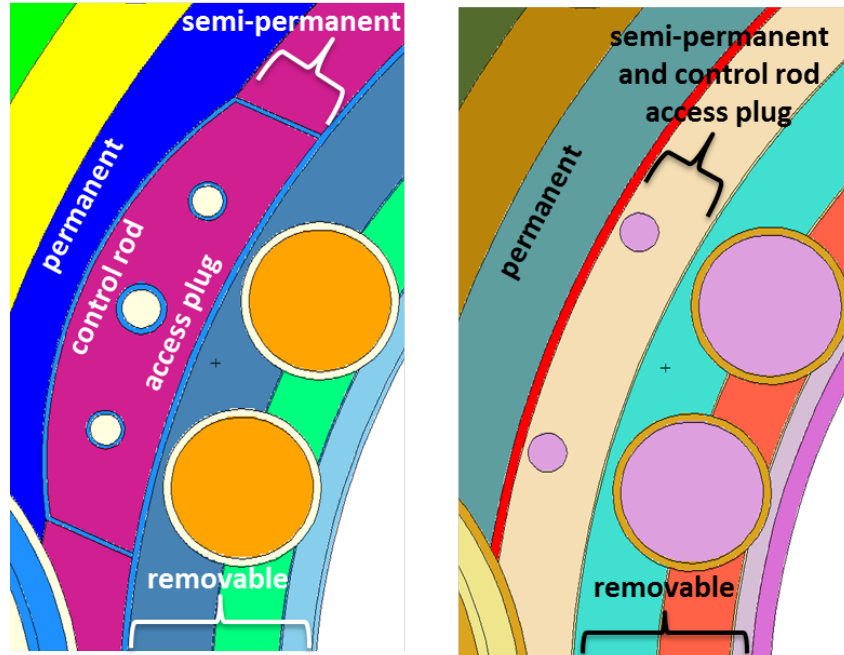 semi-permanent
permanent
control rod
access plug
removable
semi-permanent
and control rod
access plug
permanent
removable